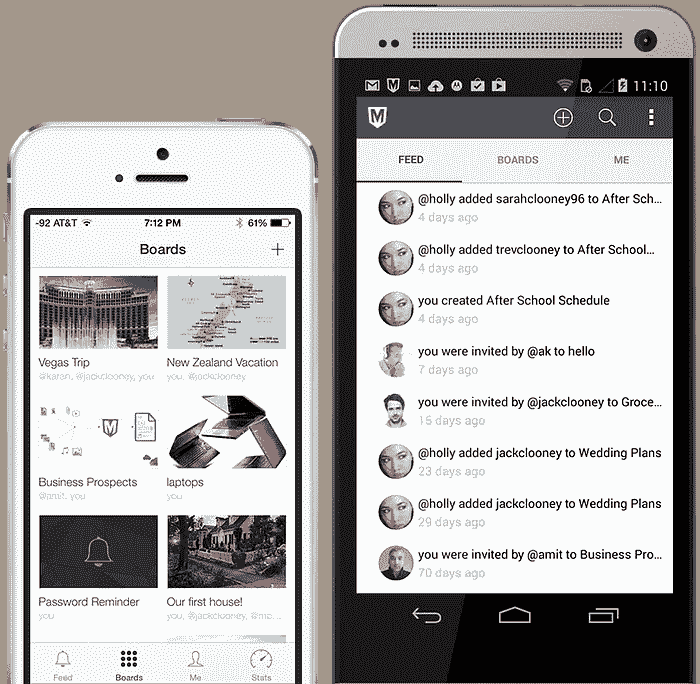 -92 AT&T 7:12 PM 61%
Boards +
Vegas Trip
@karen, @jackclooney, you
New Zealand Vacation
you, @jackclooney
Business Prospects
@amit, you
laptops
you
Password Reminder
you
Our first house!
you, @jackclooney, @ma...
Feed Boards Me Stats
11:10
FEED BOARDS ME
@holly added sarahclooney96 to After Sch...
4 days ago
@holly added trevclooney to After School...
4 days ago
you created After School Schedule
4 days ago
you were invited by @ak to hello
7 days ago
you were invited by @jackclooney to Groce...
15 days ago
@holly added jackclooney to Wedding Plans
23 days ago
@holly added jackclooney to Wedding Plans
29 days ago
you were invited by @amit to Business Pro...
70 days ago